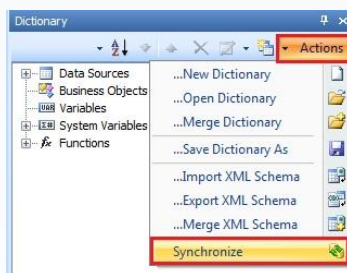 Dictionary
Actions
Data Sources
Business Objects
Variables
System Variables
Functions
...New Dictionary
...Open Dictionary
...Merge Dictionary
...Save Dictionary As
...Import XML Schema
...Export XML Schema
...Merge XML Schema
Synchronize